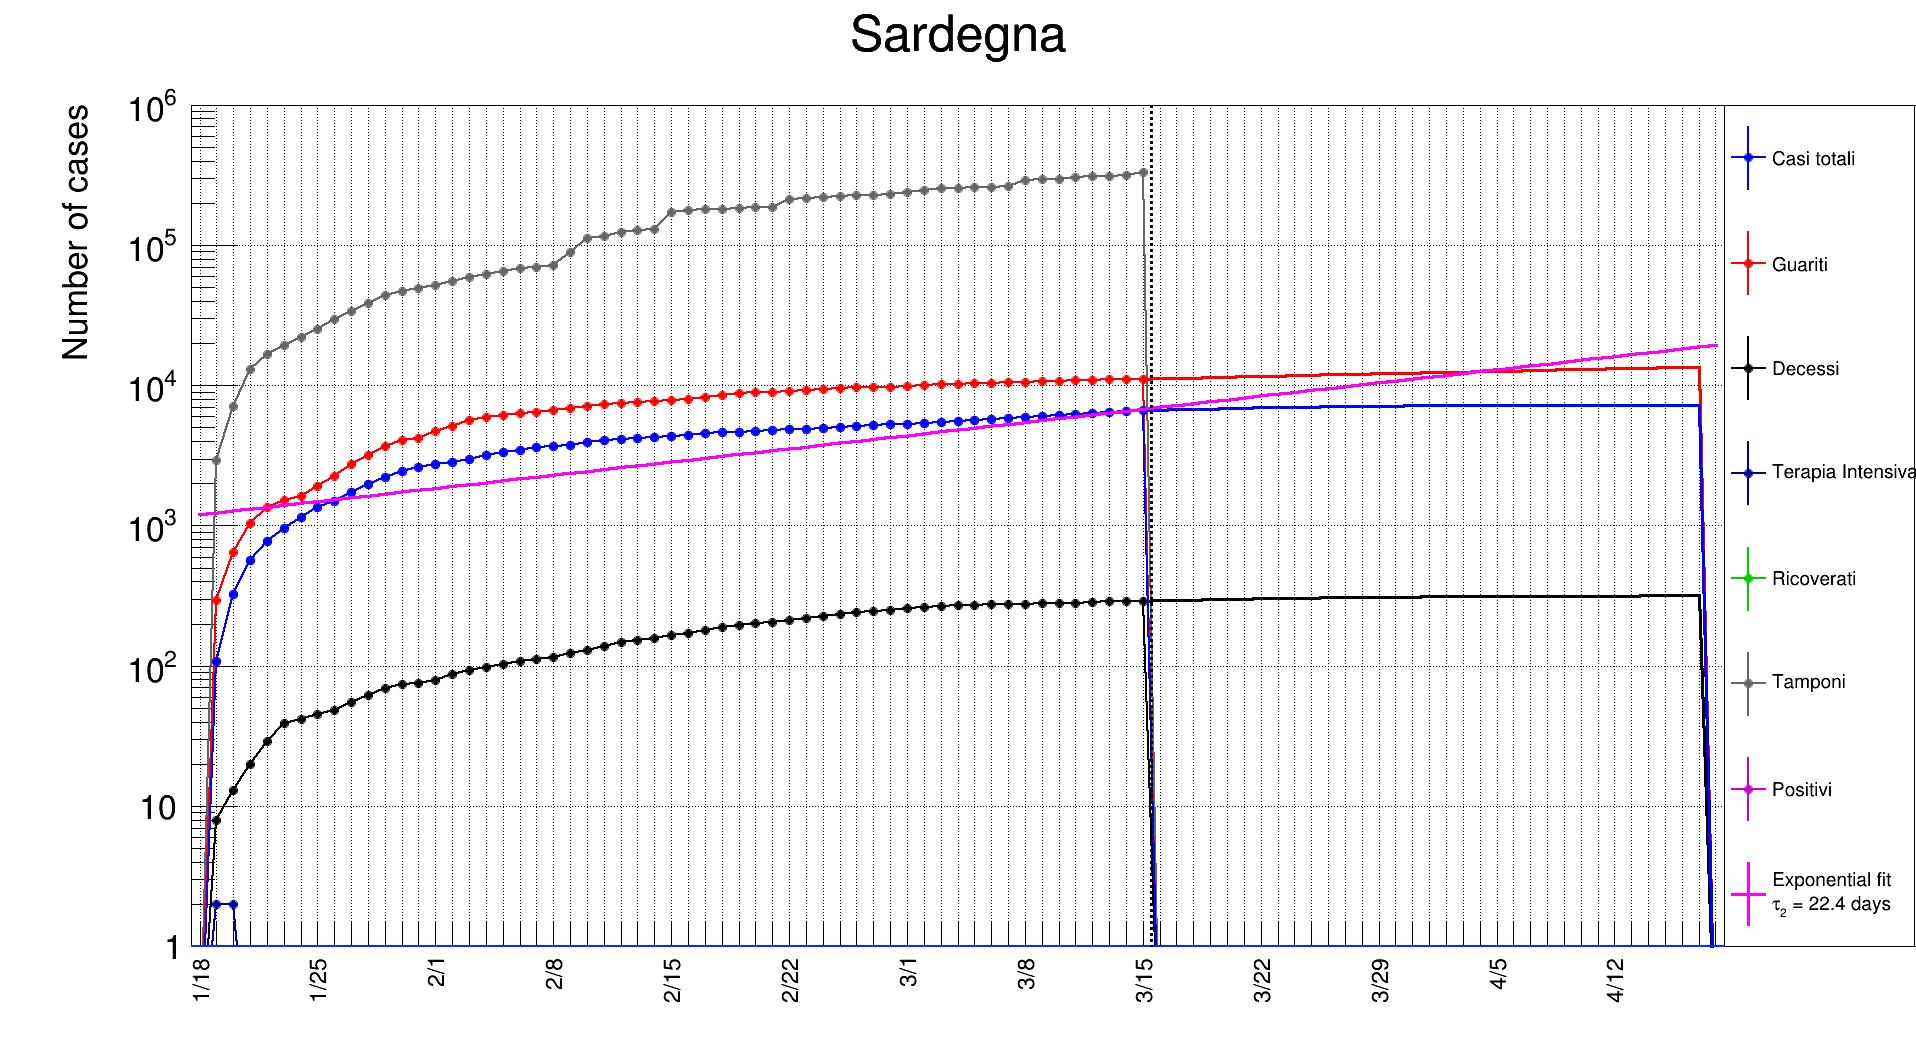 Sardegna
Number of cases
10^6
10^5
10^4
10^3
10^2
10
1
1/18
1/25
2/1
2/8
2/15
2/22
3/1
3/8
3/15
3/22
3/29
4/5
4/12
Casi totali
Guariti
Decessi
Terapia Intensiva
Ricoverati
Tamponi
Positivi
Exponential fit
τ₂ = 22.4 days